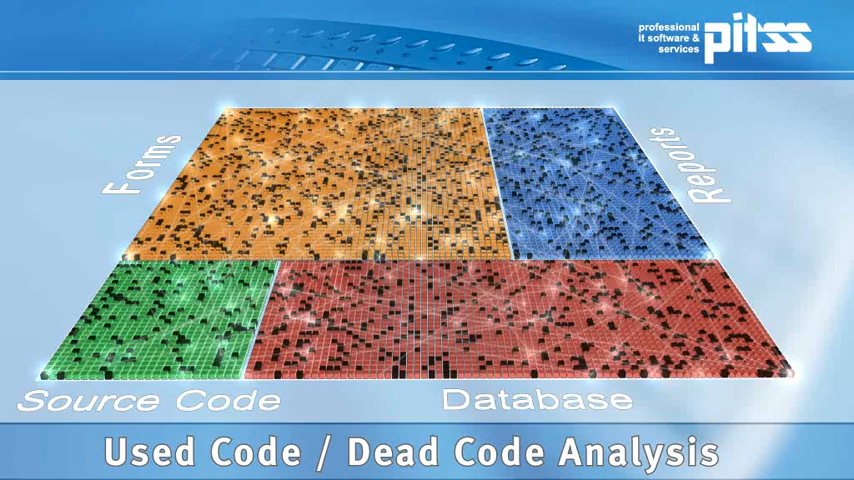 professional
it software &
services
pitss
Forms
Reports
Source Code
Database
Used Code / Dead Code Analysis